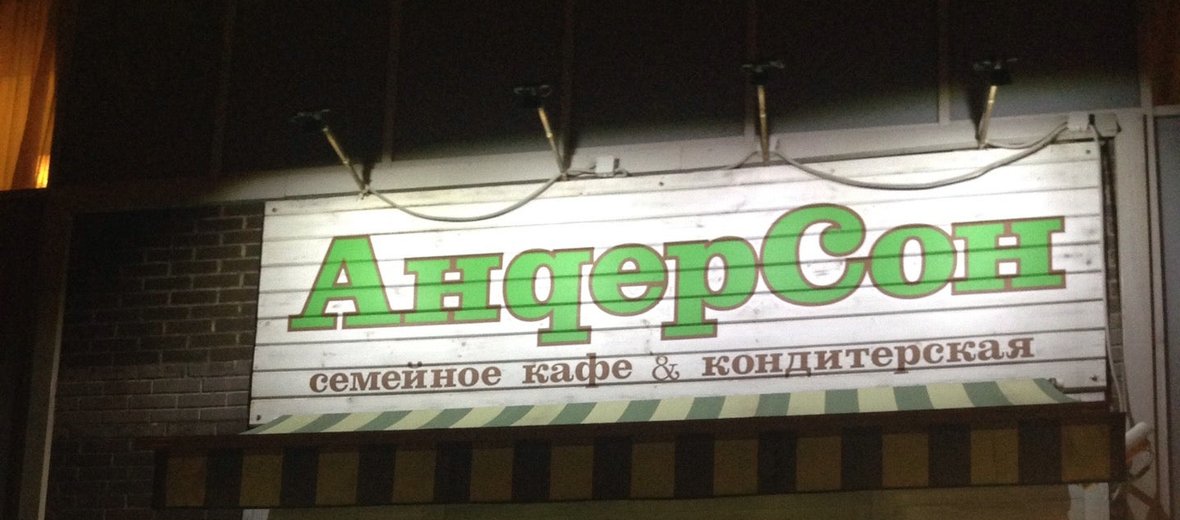 АндерСон
семейное кафе & кондитерская